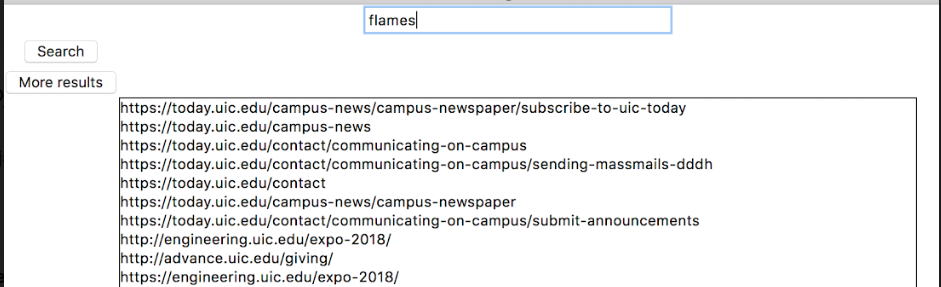 flames
Search
More results
https://today.uic.edu/campus-news/campus-newspaper/subscribe-to-uic-today
https://today.uic.edu/campus-news
https://today.uic.edu/contact/communicating-on-campus
https://today.uic.edu/contact/communicating-on-campus/sending-massmails-dddh
https://today.uic.edu/contact
https://today.uic.edu/campus-news/campus-newspaper
https://today.uic.edu/contact/communicating-on-campus/submit-announcements
http://engineering.uic.edu/expo-2018/
http://advance.uic.edu/giving/
https://engineering.uic.edu/expo-2018/